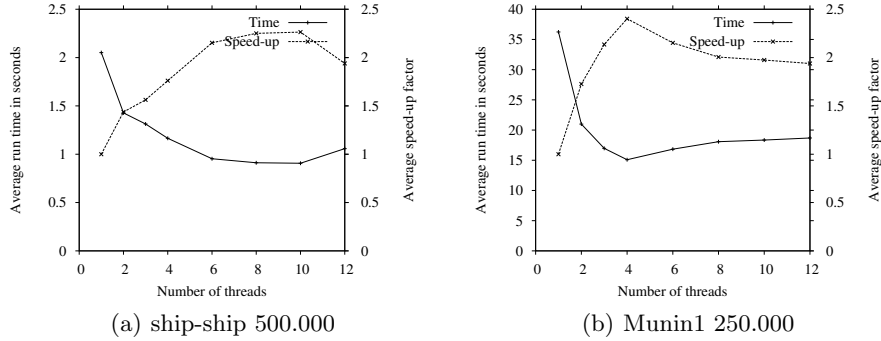 Time
Speed-up
2.5
2
1.5
1
0.5
0
2.5
2
1.5
1
0.5
0
0 2 4 6 8 10 12
Average run time in seconds
Average speed-up factor
Number of threads
(a) ship-ship 500.000
Time
Speed-up
40
35
30
25
20
15
10
5
0
2.5
2
1.5
1
0.5
0
0 2 4 6 8 10 12
Average run time in seconds
Average speed-up factor
Number of threads
(b) Munin1 250.000